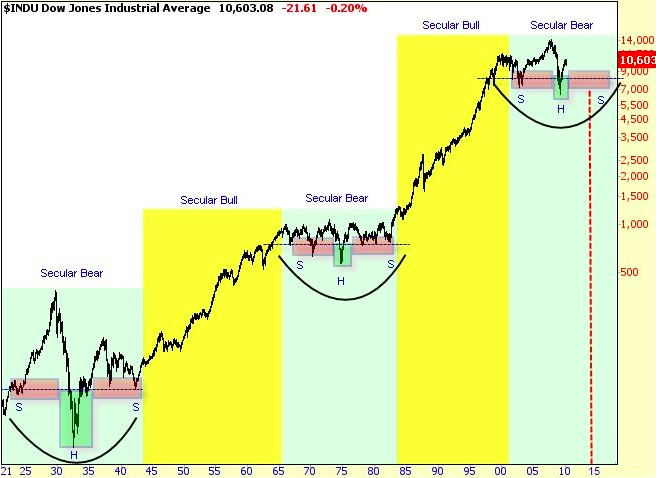 $INDU Dow Jones Industrial Average 10,603.08 -21.61 -0.20%
Secular Bull
Secular Bear
14,000
10,603
9,000
7,000
5,500
4,500
3,500
2,500
2,000
1,500
1,000
500
S
H
S
Secular Bull
Secular Bear
S
H
S
Secular Bear
S
H
S
21 25 30 35 40 45 50 55 60 65 70 75 80 85 90 95 00 05 10 15